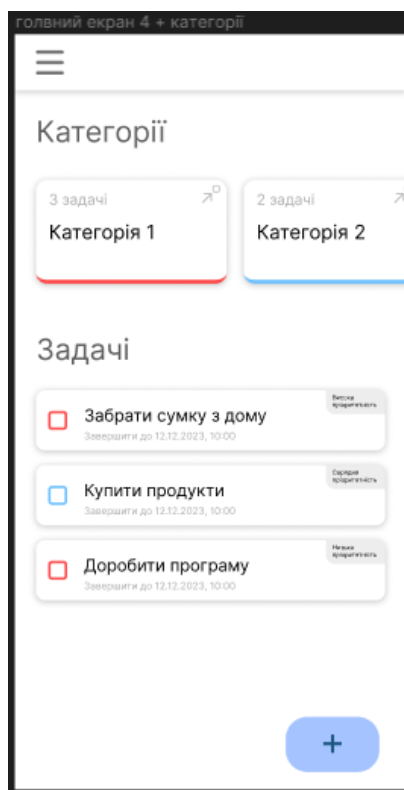 головний екран 4 + категорії
Категорії
3 задачі
Категорія 1
2 задачі
Категорія 2
Задачі
Висока
пріоритетність
Забрати сумку з дому
Завершити до 12.12.2023, 10:00
Середня
пріоритетність
Купити продукти
Завершити до 12.12.2023, 10:00
Низька
пріоритетність
Доробити програму
Завершити до 12.12.2023, 10:00
+